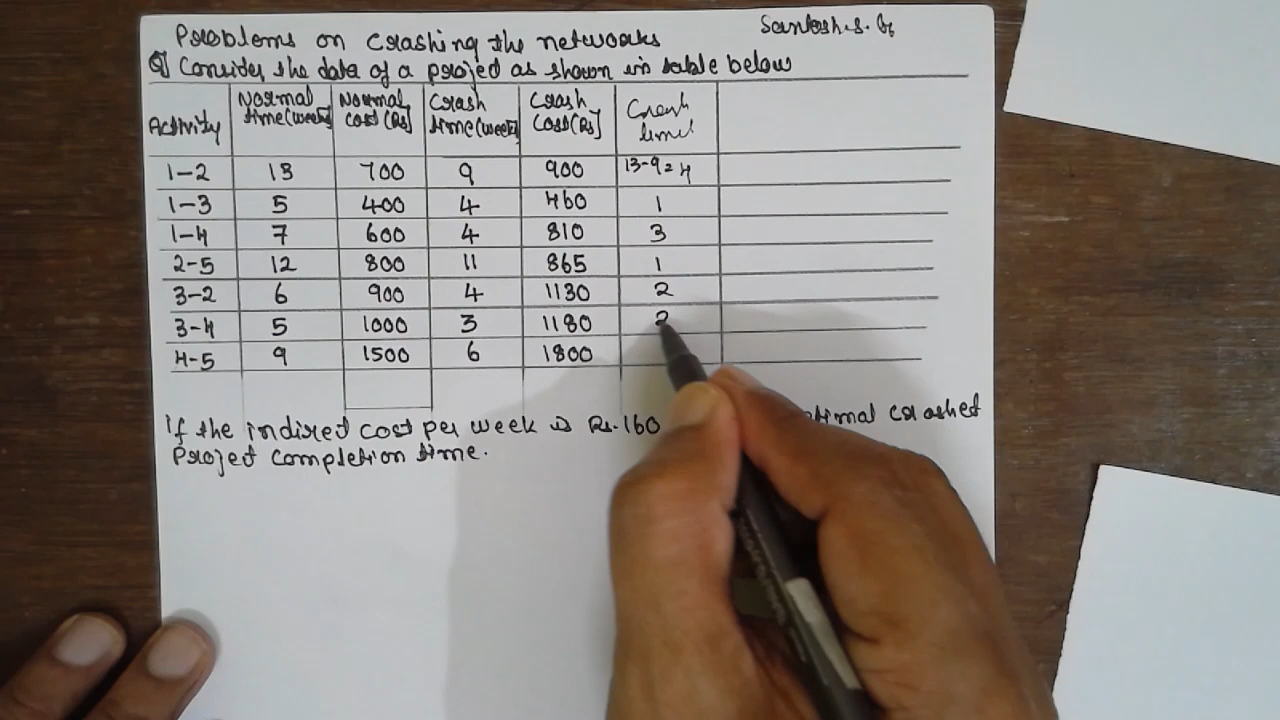 Problems on crashing the networks
Santosh.S. G
Q] Consider the data of a project as shown in table below
Activity Normal time(week) Normal cost (Rs) Crash time(week) Crash Cost(Rs] Crash limit
1-2 13 700 9 900 13-9=4
1-3 5 400 4 460 1
1-4 7 600 4 810 3
2-5 12 800 11 865 1
3-2 6 900 4 1130 2
3-4 5 1000 3 1180 2
4-5 9 1500 6 1800
If the indirect cost per week is Rs.160 crashed
Project completion time.